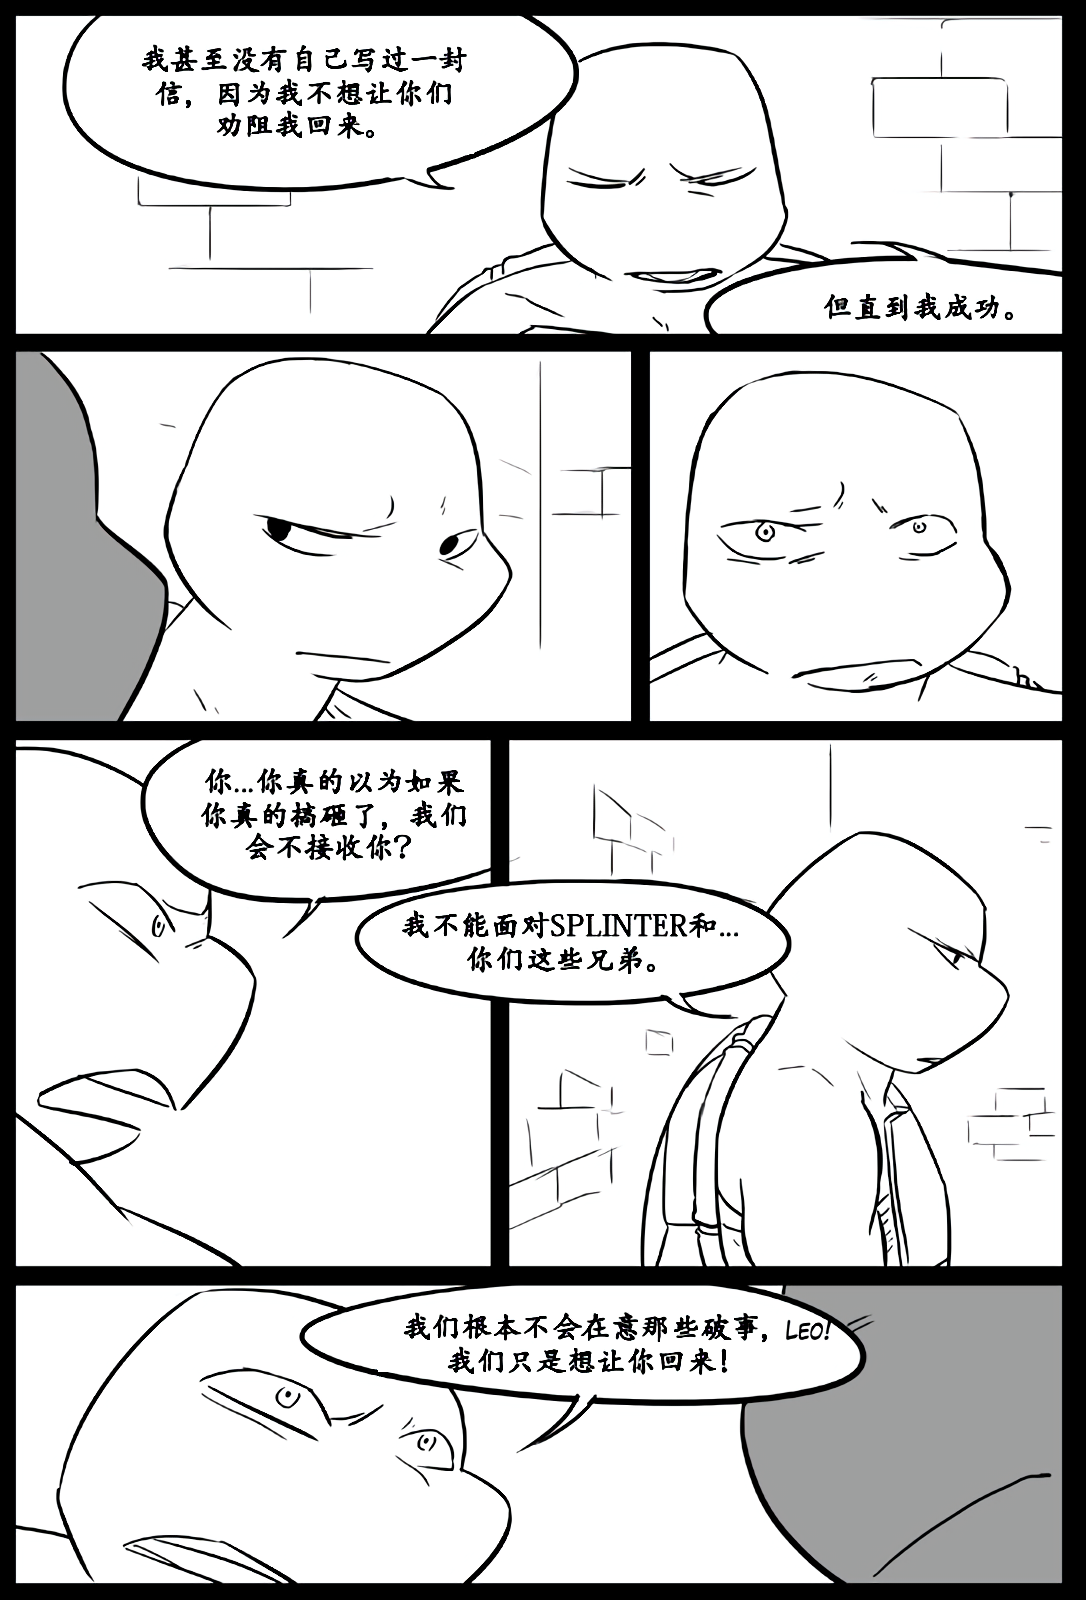 我甚至没有自己写过一封
信，因为我不想让你们
劝阻我回来。
但直到我成功。
你...你真的以为如果
你真的搞砸了，我们
会不接收你？
我不能面对SPLINTER和...
你们这些兄弟。
我们根本不会在意那些破事，LEO!
我们只是想让你回来！